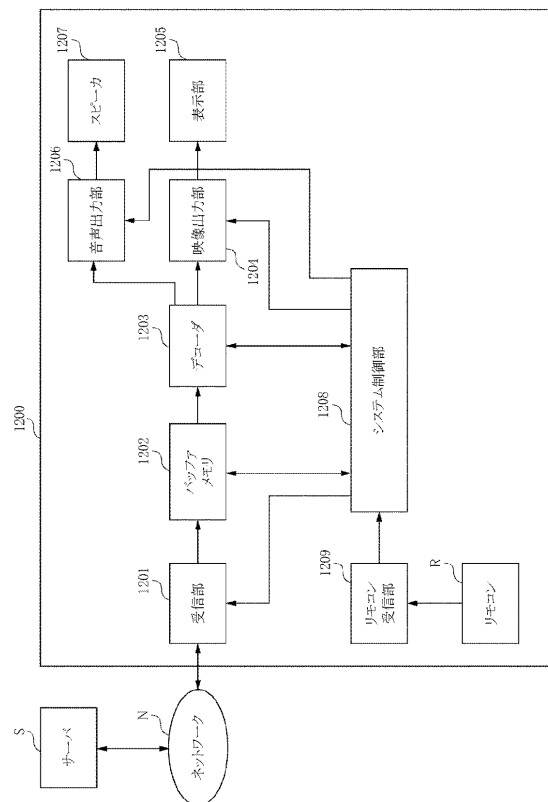 1200
S
サーバ
N
ネットワーク
1201
受信部
1202
バッファ
メモリ
1203
デコーダ
1204
映像出力部
1205
表示部
1206
音声出力部
1207
スピーカ
1208
システム制御部
1209
リモコン
受信部
R
リモコン